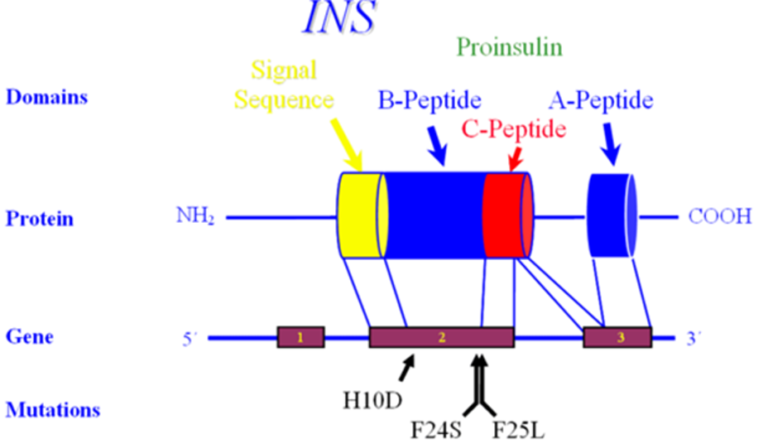 INS
Proinsulin
Signal
Sequence
Domains
B-Peptide
A-Peptide
C-Peptide
Protein
NH2
COOH
Gene
5´
1
2
3
3´
H10D
Mutations
F24S
F25L